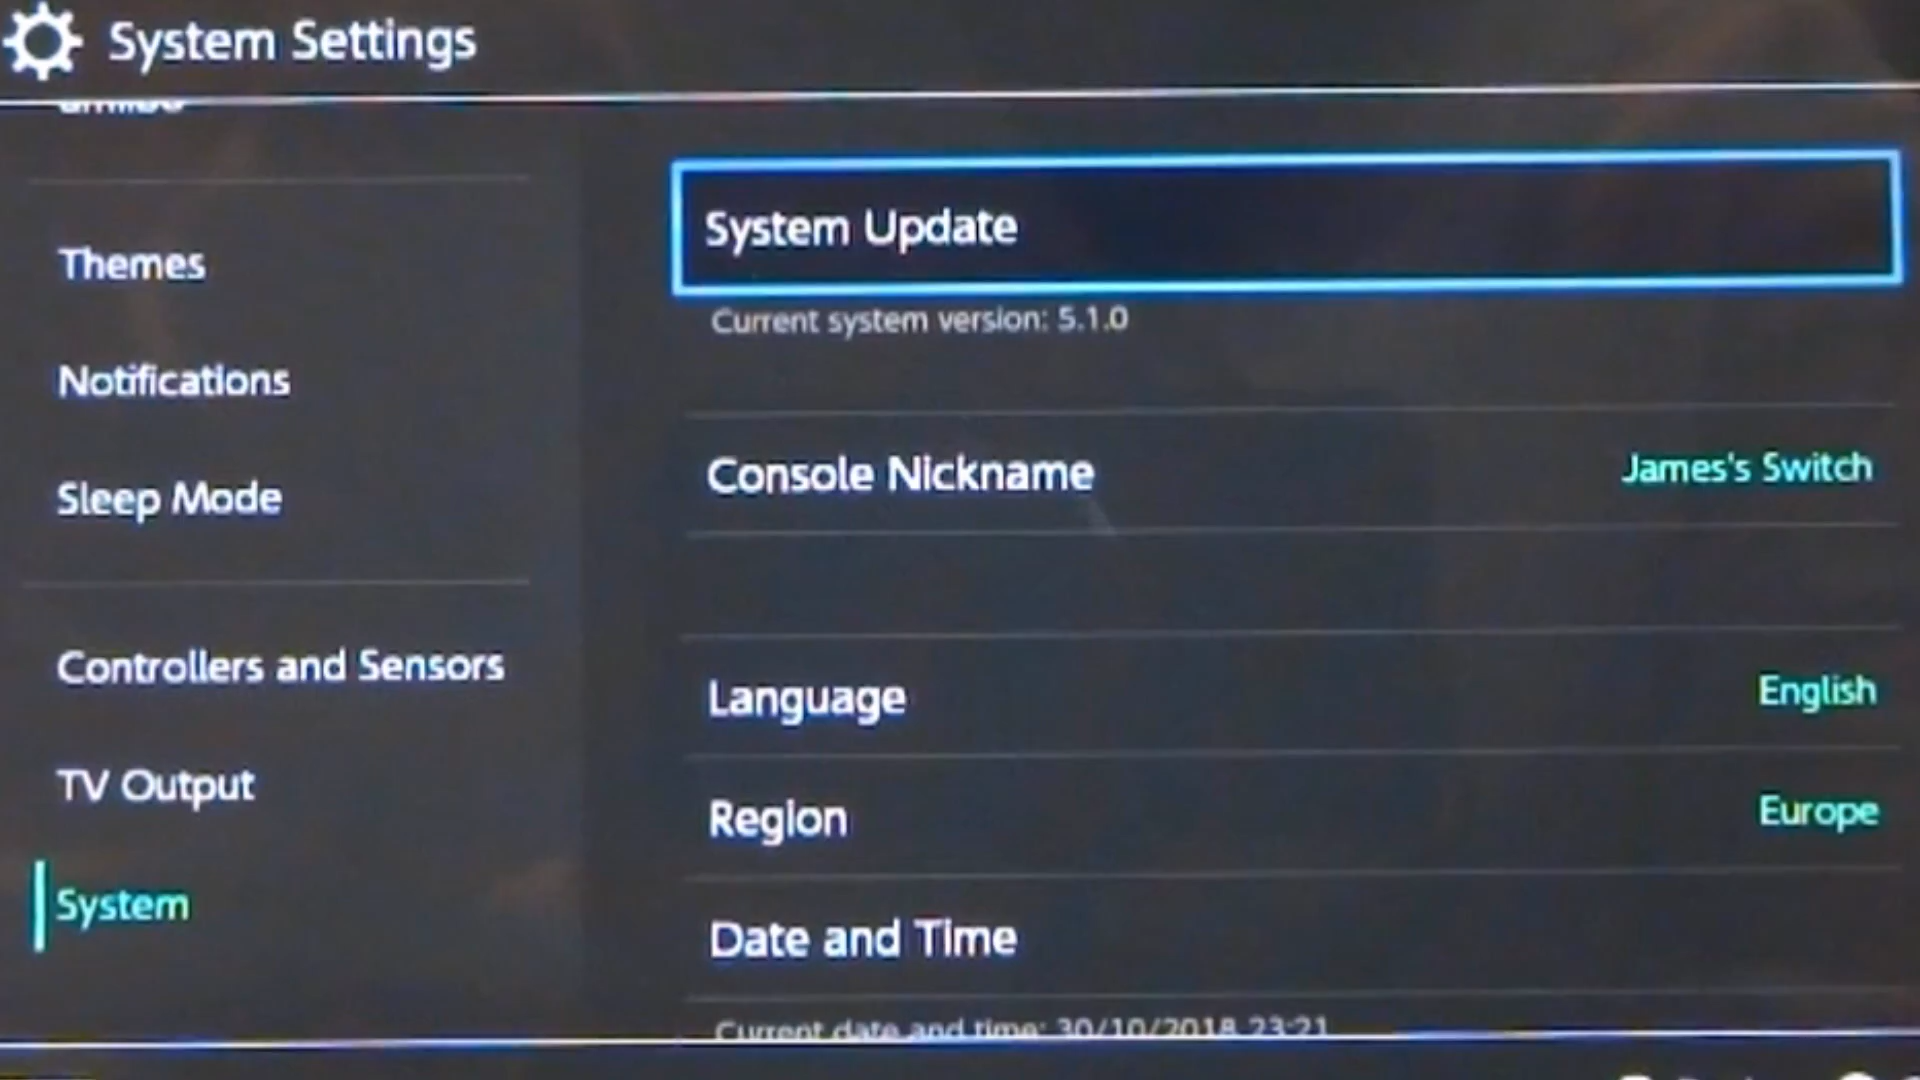 System Settings
amiibo
Themes
Notifications
Sleep Mode
Controllers and Sensors
TV Output
System
System Update
Current system version: 5.1.0
Console Nickname
James's Switch
Language
English
Region
Europe
Date and Time
Current date and time: 30/10/2018 23:21